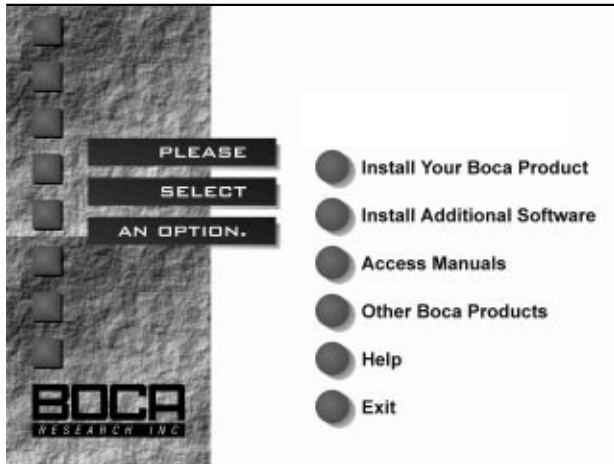 PLEASE
SELECT
AN OPTION.
Install Your Boca Product
Install Additional Software
Access Manuals
Other Boca Products
Help
Exit
BOCA
RESEARCH INC